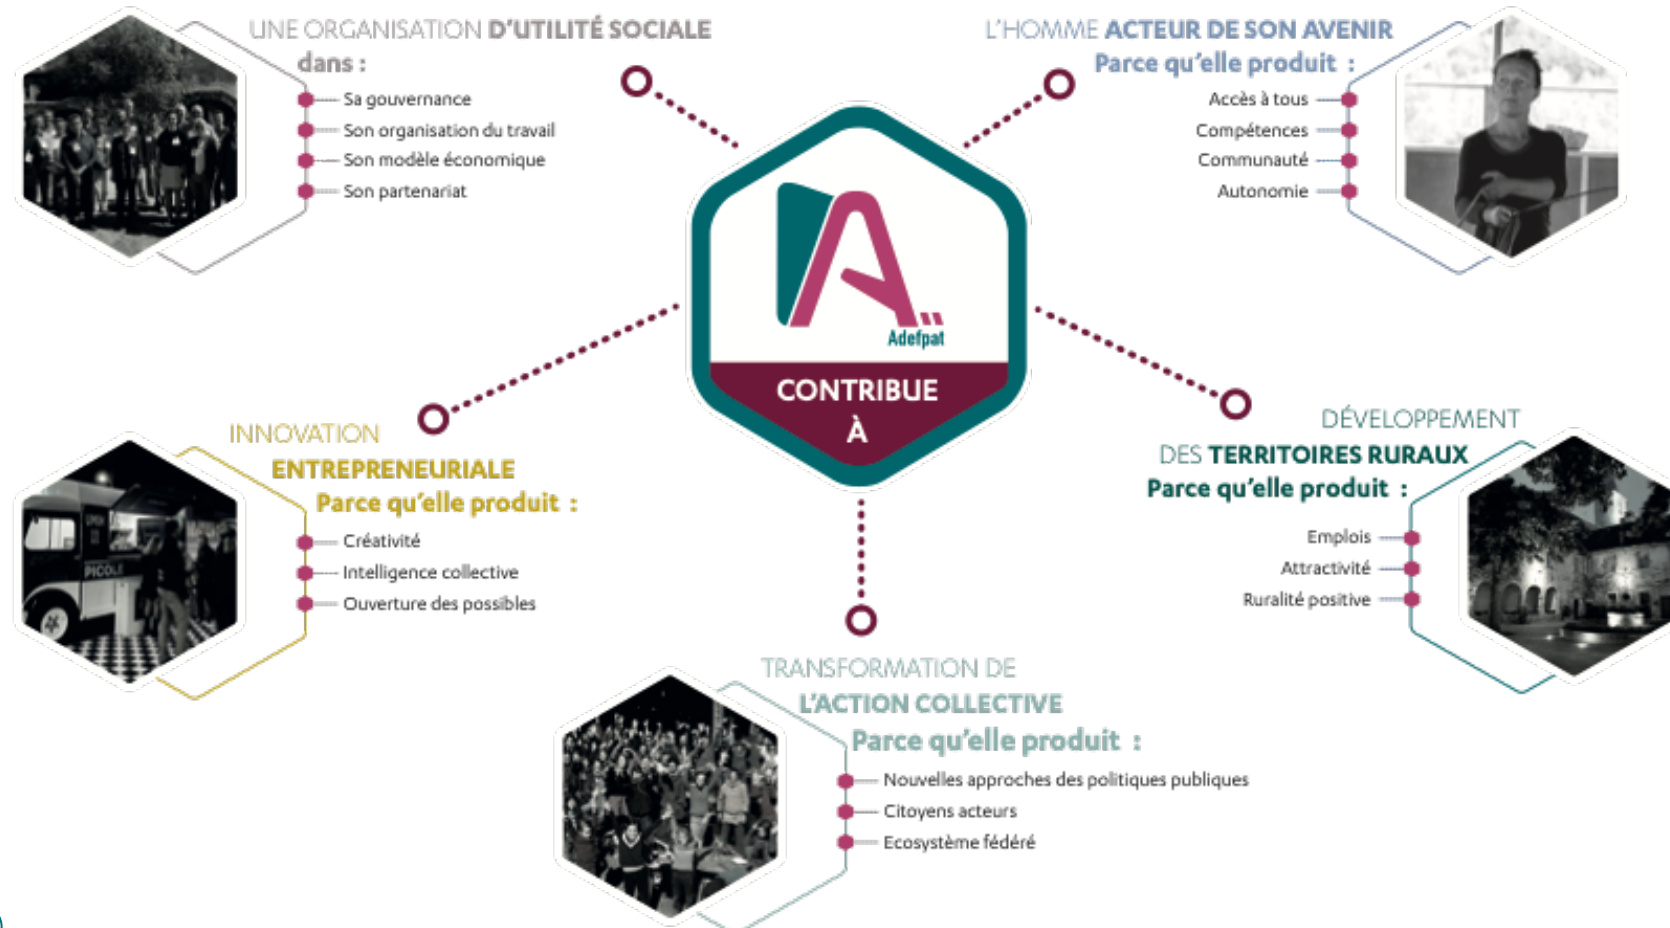 UNE ORGANISATION D'UTILITÉ SOCIALE
dans :
Sa gouvernance
Son organisation du travail
Son modèle économique
Son partenariat
L'HOMME ACTEUR DE SON AVENIR
Parce qu'elle produit :
Accès à tous
Compétences
Communauté
Autonomie
Adefpat
CONTRIBUE
À
INNOVATION
ENTREPRENEURIALE
Parce qu'elle produit :
Créativité
Intelligence collective
Ouverture des possibles
PICOLE
DÉVELOPPEMENT
DES TERRITOIRES RURAUX
Parce qu'elle produit :
Emplois
Attractivité
Ruralité positive
TRANSFORMATION DE
L'ACTION COLLECTIVE
Parce qu'elle produit :
Nouvelles approches des politiques publiques
Citoyens acteurs
Ecosystème fédéré